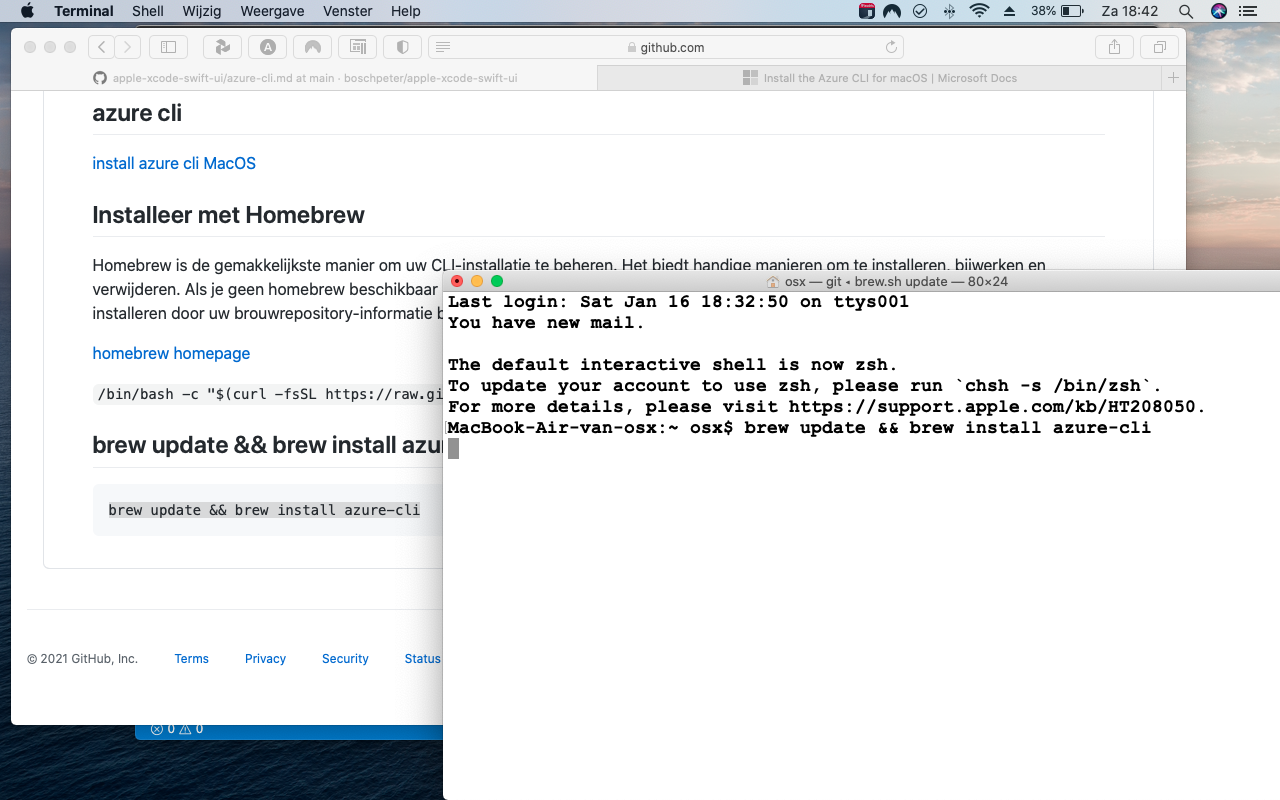 Terminal Shell Wijzig Weergave Venster Help 38% Za 18:42
github.com
apple-xcode-swift-ui/azure-cli.md at main · boschpeter/apple-xcode-swift-ui
Install the Azure CLI for macOS | Microsoft Docs
azure cli
install azure cli MacOS
Installeer met Homebrew
Homebrew is de gemakkelijkste manier om uw CLI-installatie te beheren. Het biedt handige manieren om te installeren, bijwerken en
verwijderen. Als je geen homebrew beschikbaar
installeren door uw brouwrepository-informatie
homebrew homepage
/bin/bash -c "$(curl -fsSL https://raw.gi
brew update && brew install azu
brew update && brew install azure-cli
© 2021 GitHub, Inc. Terms Privacy Security Status
0 0
osx — git ◂ brew.sh update — 80×24
Last login: Sat Jan 16 18:32:50 on ttys001
You have new mail.
The default interactive shell is now zsh.
To update your account to use zsh, please run `chsh -s /bin/zsh`.
For more details, please visit https://support.apple.com/kb/HT208050.
MacBook-Air-van-osx:~ osx$ brew update && brew install azure-cli